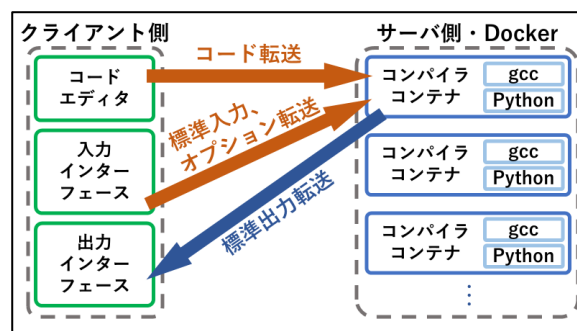 クライアント側
コード
エディタ
入力
インター
フェース
出力
インター
フェース
コード転送
標準入力、
オプション転送
標準出力転送
サーバ側・Docker
コンパイラ
コンテナ
gcc
Python
コンパイラ
コンテナ
gcc
Python
コンパイラ
コンテナ
gcc
Python
⋮